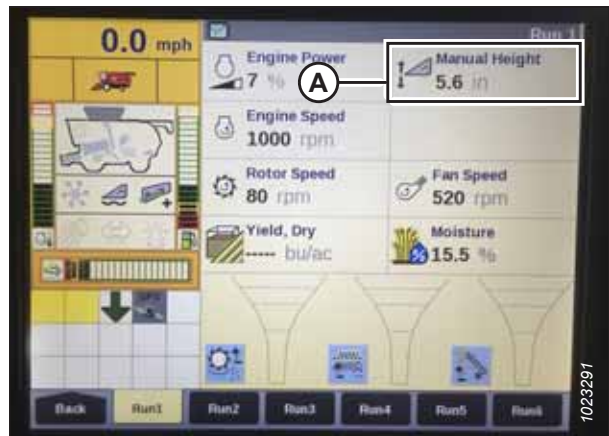 0.0 mph
Run 1
Engine Power
7 %
A
Manual Height
5.6 in
Engine Speed
1000 rpm
Rotor Speed
80 rpm
Fan Speed
520 rpm
Yield, Dry
----- bu/ac
Moisture
15.5 %
Back
Run1
Run2
Run3
Run4
Run5
Run6
1023291